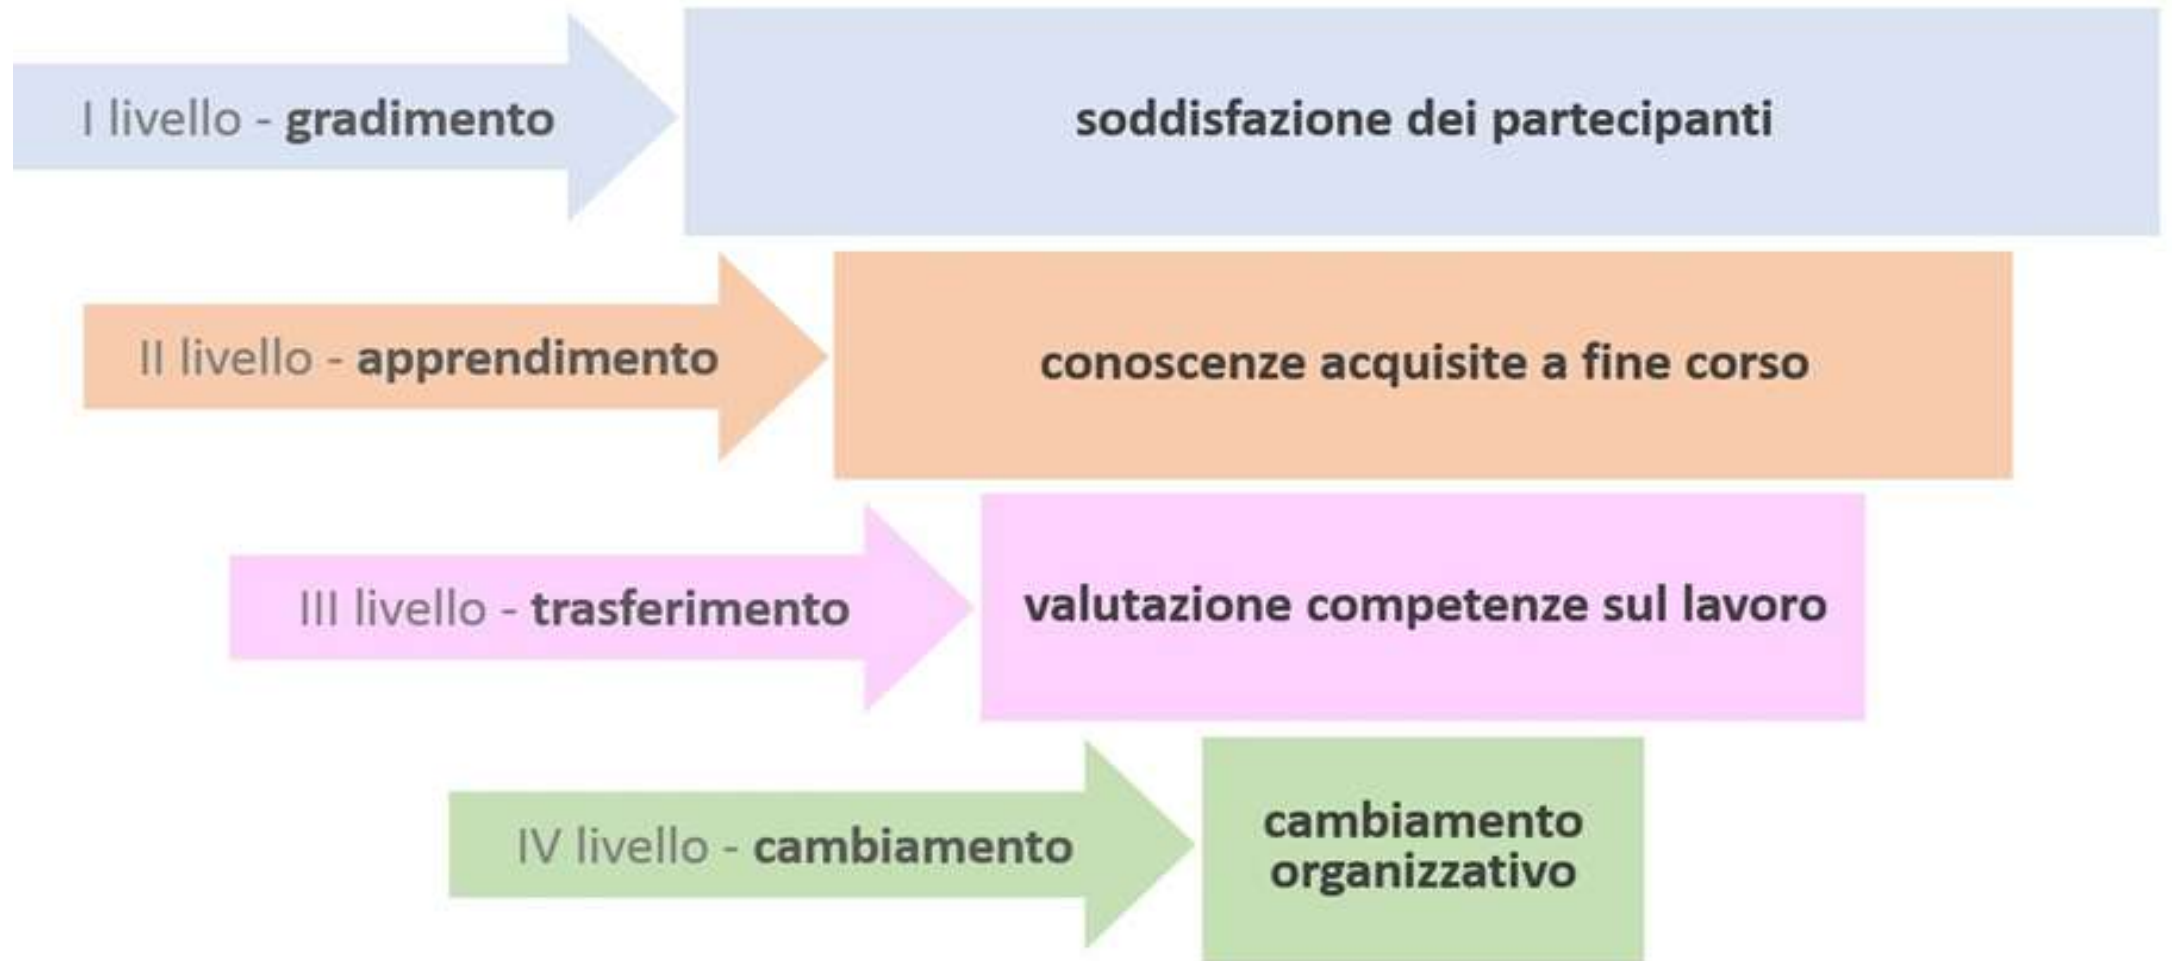 I livello - gradimento
soddisfazione dei partecipanti
II livello - apprendimento
conoscenze acquisite a fine corso
III livello - trasferimento
valutazione competenze sul lavoro
IV livello - cambiamento
cambiamento
organizzativo